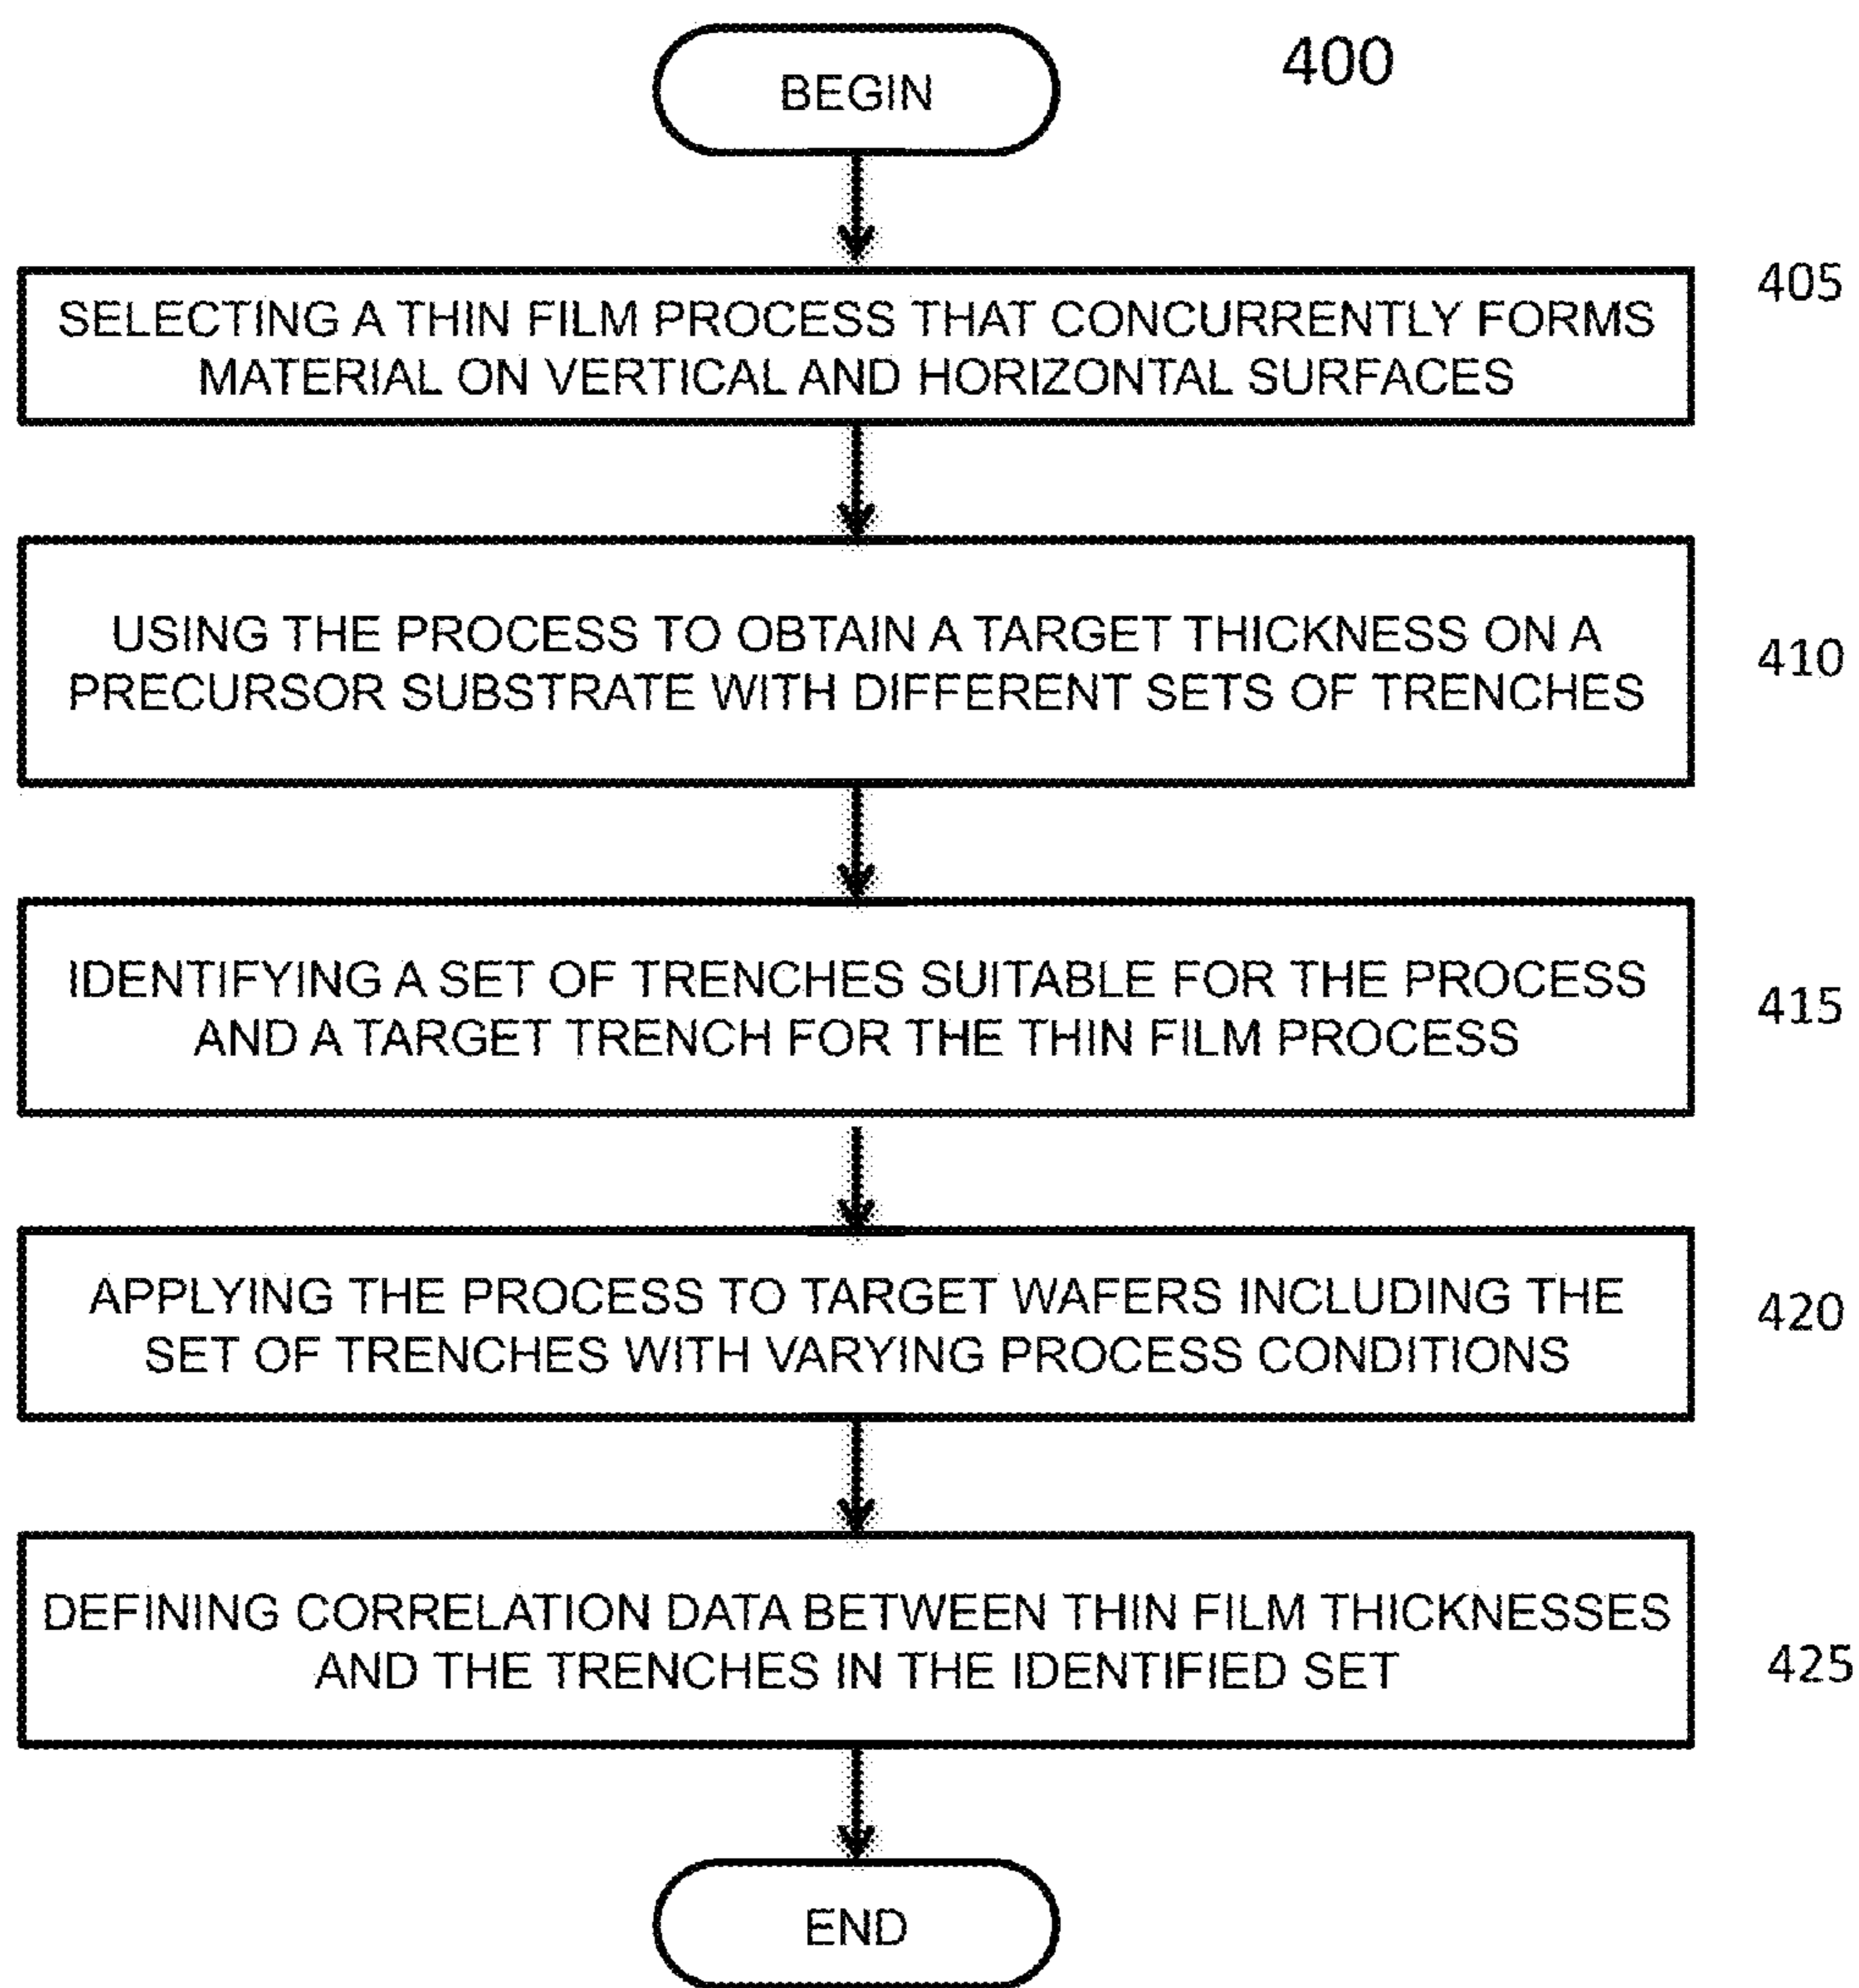 400
BEGIN
SELECTING A THIN FILM PROCESS THAT CONCURRENTLY FORMS
MATERIAL ON VERTICAL AND HORIZONTAL SURFACES
405
USING THE PROCESS TO OBTAIN A TARGET THICKNESS ON A
PRECURSOR SUBSTRATE WITH DIFFERENT SETS OF TRENCHES
410
IDENTIFYING A SET OF TRENCHES SUITABLE FOR THE PROCESS
AND A TARGET TRENCH FOR THE THIN FILM PROCESS
415
APPLYING THE PROCESS TO TARGET WAFERS INCLUDING THE
SET OF TRENCHES WITH VARYING PROCESS CONDITIONS
420
DEFINING CORRELATION DATA BETWEEN THIN FILM THICKNESSES
AND THE TRENCHES IN THE IDENTIFIED SET
425
END